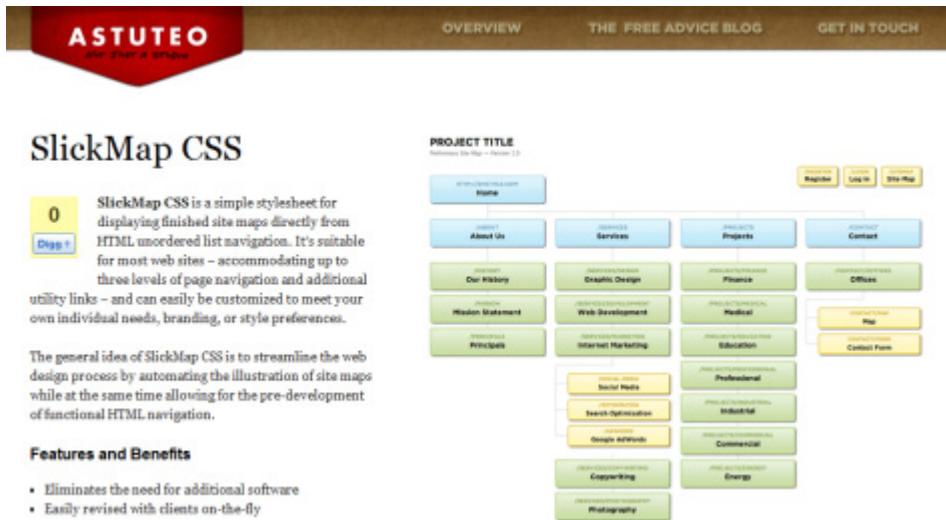 ASTUTEO
OVERVIEW
THE FREE ADVICE BLOG
GET IN TOUCH
SlickMap CSS
0
Digg +
SlickMap CSS is a simple stylesheet for
displaying finished site maps directly from
HTML unordered list navigation. It's suitable
for most web sites – accommodating up to
three levels of page navigation and additional
utility links – and can easily be customized to meet your
own individual needs, branding, or style preferences.
The general idea of SlickMap CSS is to streamline the web
design process by automating the illustration of site maps
while at the same time allowing for the pre-development
of functional HTML navigation.
Features and Benefits
• Eliminates the need for additional software
• Easily revised with clients on-the-fly
PROJECT TITLE
Register
Log In
Site Map
Home
About Us
Services
Projects
Contact
Our History
Graphic Design
Finance
Offices
Mission Statement
Web Development
Medical
Map
Principals
Internet Marketing
Education
Contact Form
Social Media
Professional
Search Optimization
Industrial
Google AdWords
Commercial
Copywriting
Energy
Photography